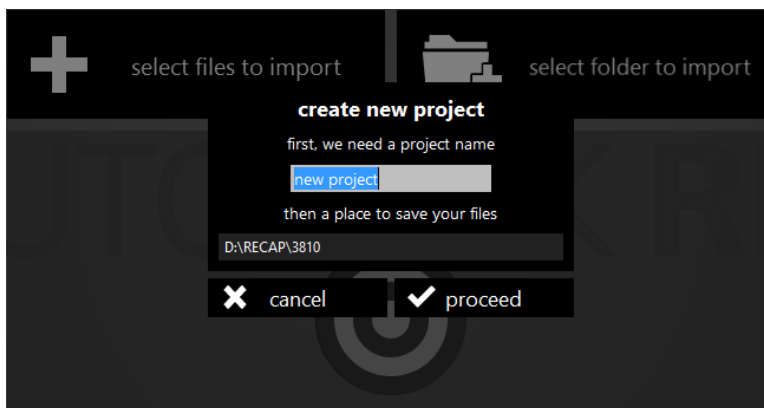 select files to import
select folder to import
create new project
first, we need a project name
new project
then a place to save your files
D:\RECAP\3810
cancel
proceed